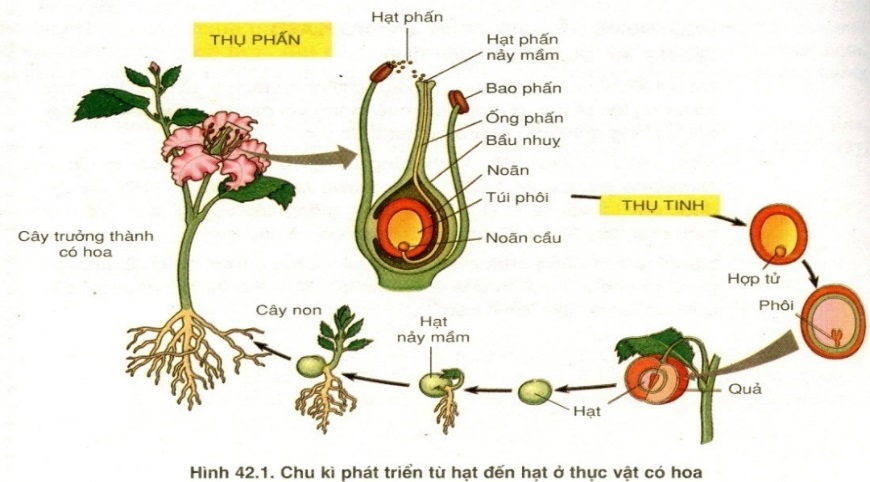 Hạt phấn
THỤ PHẤN
Hạt phấn
nảy mầm
Bao phấn
Ống phấn
Bầu nhuỵ
Noãn
Túi phôi
THỤ TINH
Noãn cầu
Cây trưởng thành
có hoa
Hợp tử
Phôi
Cây non
Hạt
nảy mầm
Hạt
Quả
Hình 42.1. Chu kì phát triển từ hạt đến hạt ở thực vật có hoa